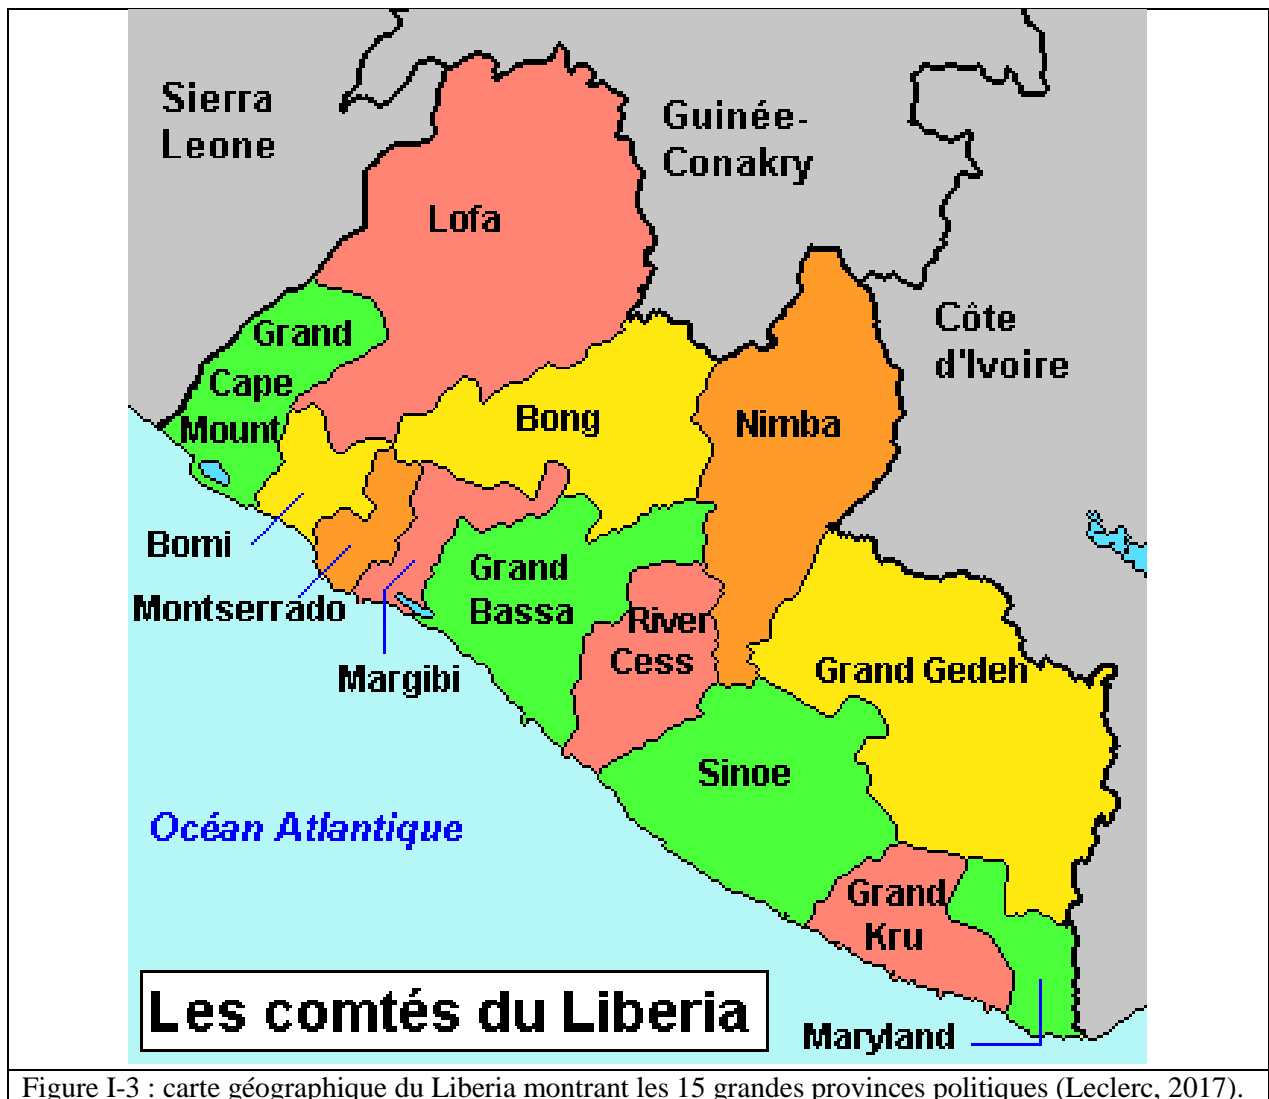 Sierra
Leone
Guinée-
Conakry
Lofa
Côte
d'Ivoire
Grand
Cape
Mount
Bong
Nimba
Bomi
Montserrado
Margibi
Grand
Bassa
River
Cess
Grand Gedeh
Sinoe
Océan Atlantique
Grand
Kru
Maryland
Les comtés du Liberia
Figure I-3 : carte géographique du Liberia montrant les 15 grandes provinces politiques (Leclerc, 2017).